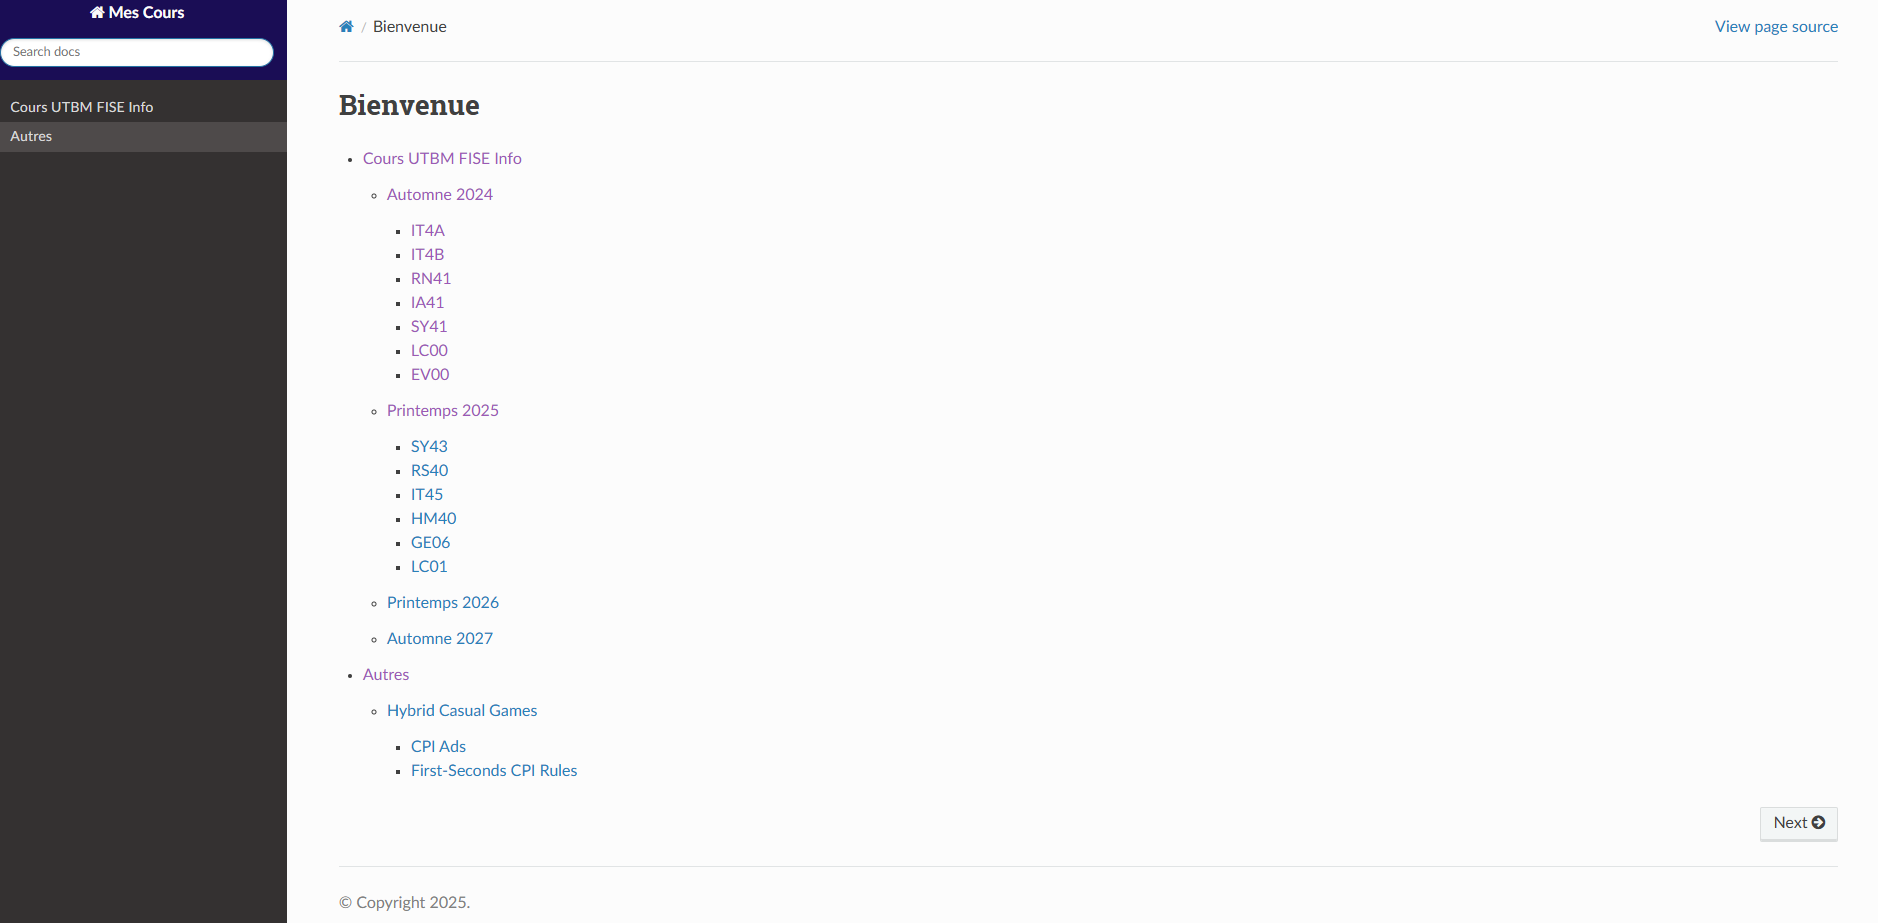 Mes Cours
Search docs
Cours UTBM FISE Info
Autres
/ Bienvenue
View page source
Bienvenue
Cours UTBM FISE Info
Automne 2024
IT4A
IT4B
RN41
IA41
SY41
LC00
EV00
Printemps 2025
SY43
RS40
IT45
HM40
GE06
LC01
Printemps 2026
Automne 2027
Autres
Hybrid Casual Games
CPI Ads
First-Seconds CPI Rules
Next
© Copyright 2025.